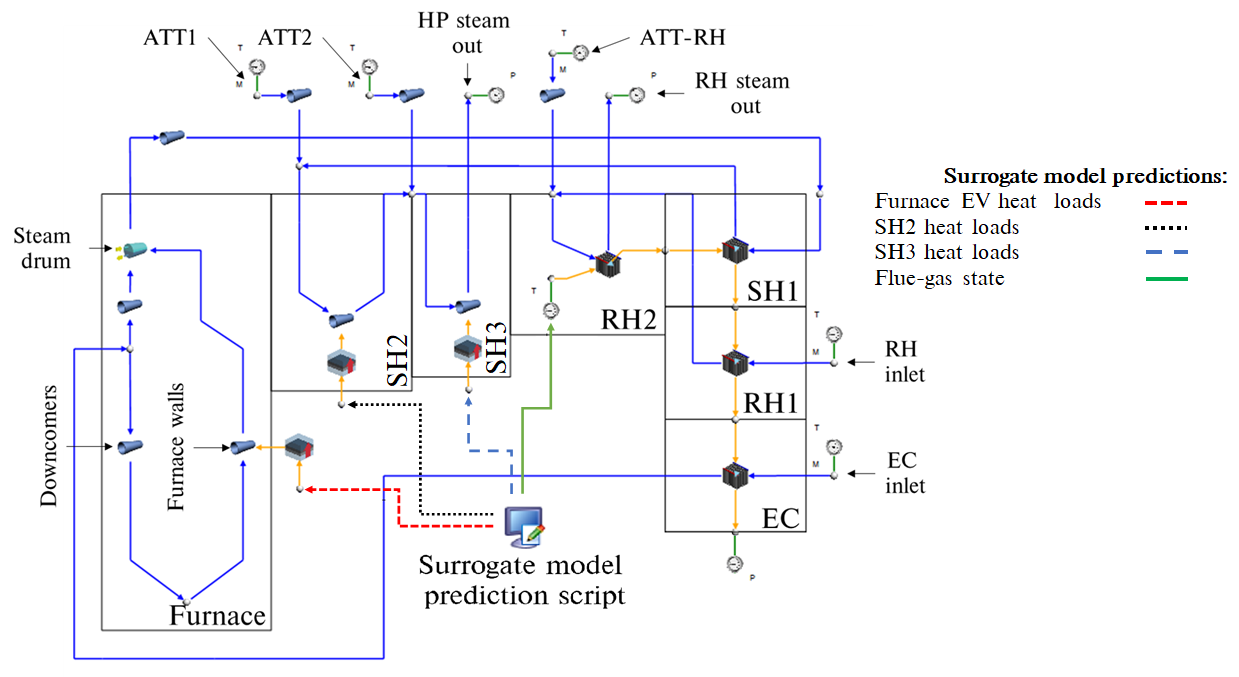 HP steam
out
ATT1
ATT2
ATT-RH
RH steam
out
T
M
T
M
P
T
M
P
Surrogate model predictions:
Furnace EV heat loads
SH2 heat loads
SH3 heat loads
Flue-gas state
Steam
drum
SH1
T
RH2
SH2
SH3
T
M
RH
inlet
RH1
Downcomers
Furnace walls
T
M
EC
inlet
EC
P
Surrogate model
prediction script
Furnace